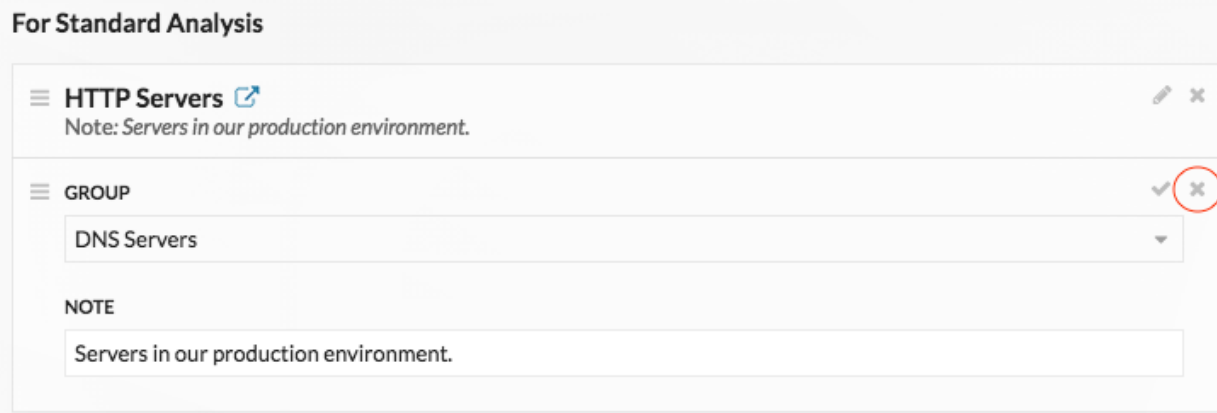 For Standard Analysis
HTTP Servers
Note: Servers in our production environment.
GROUP
DNS Servers
NOTE
Servers in our production environment.